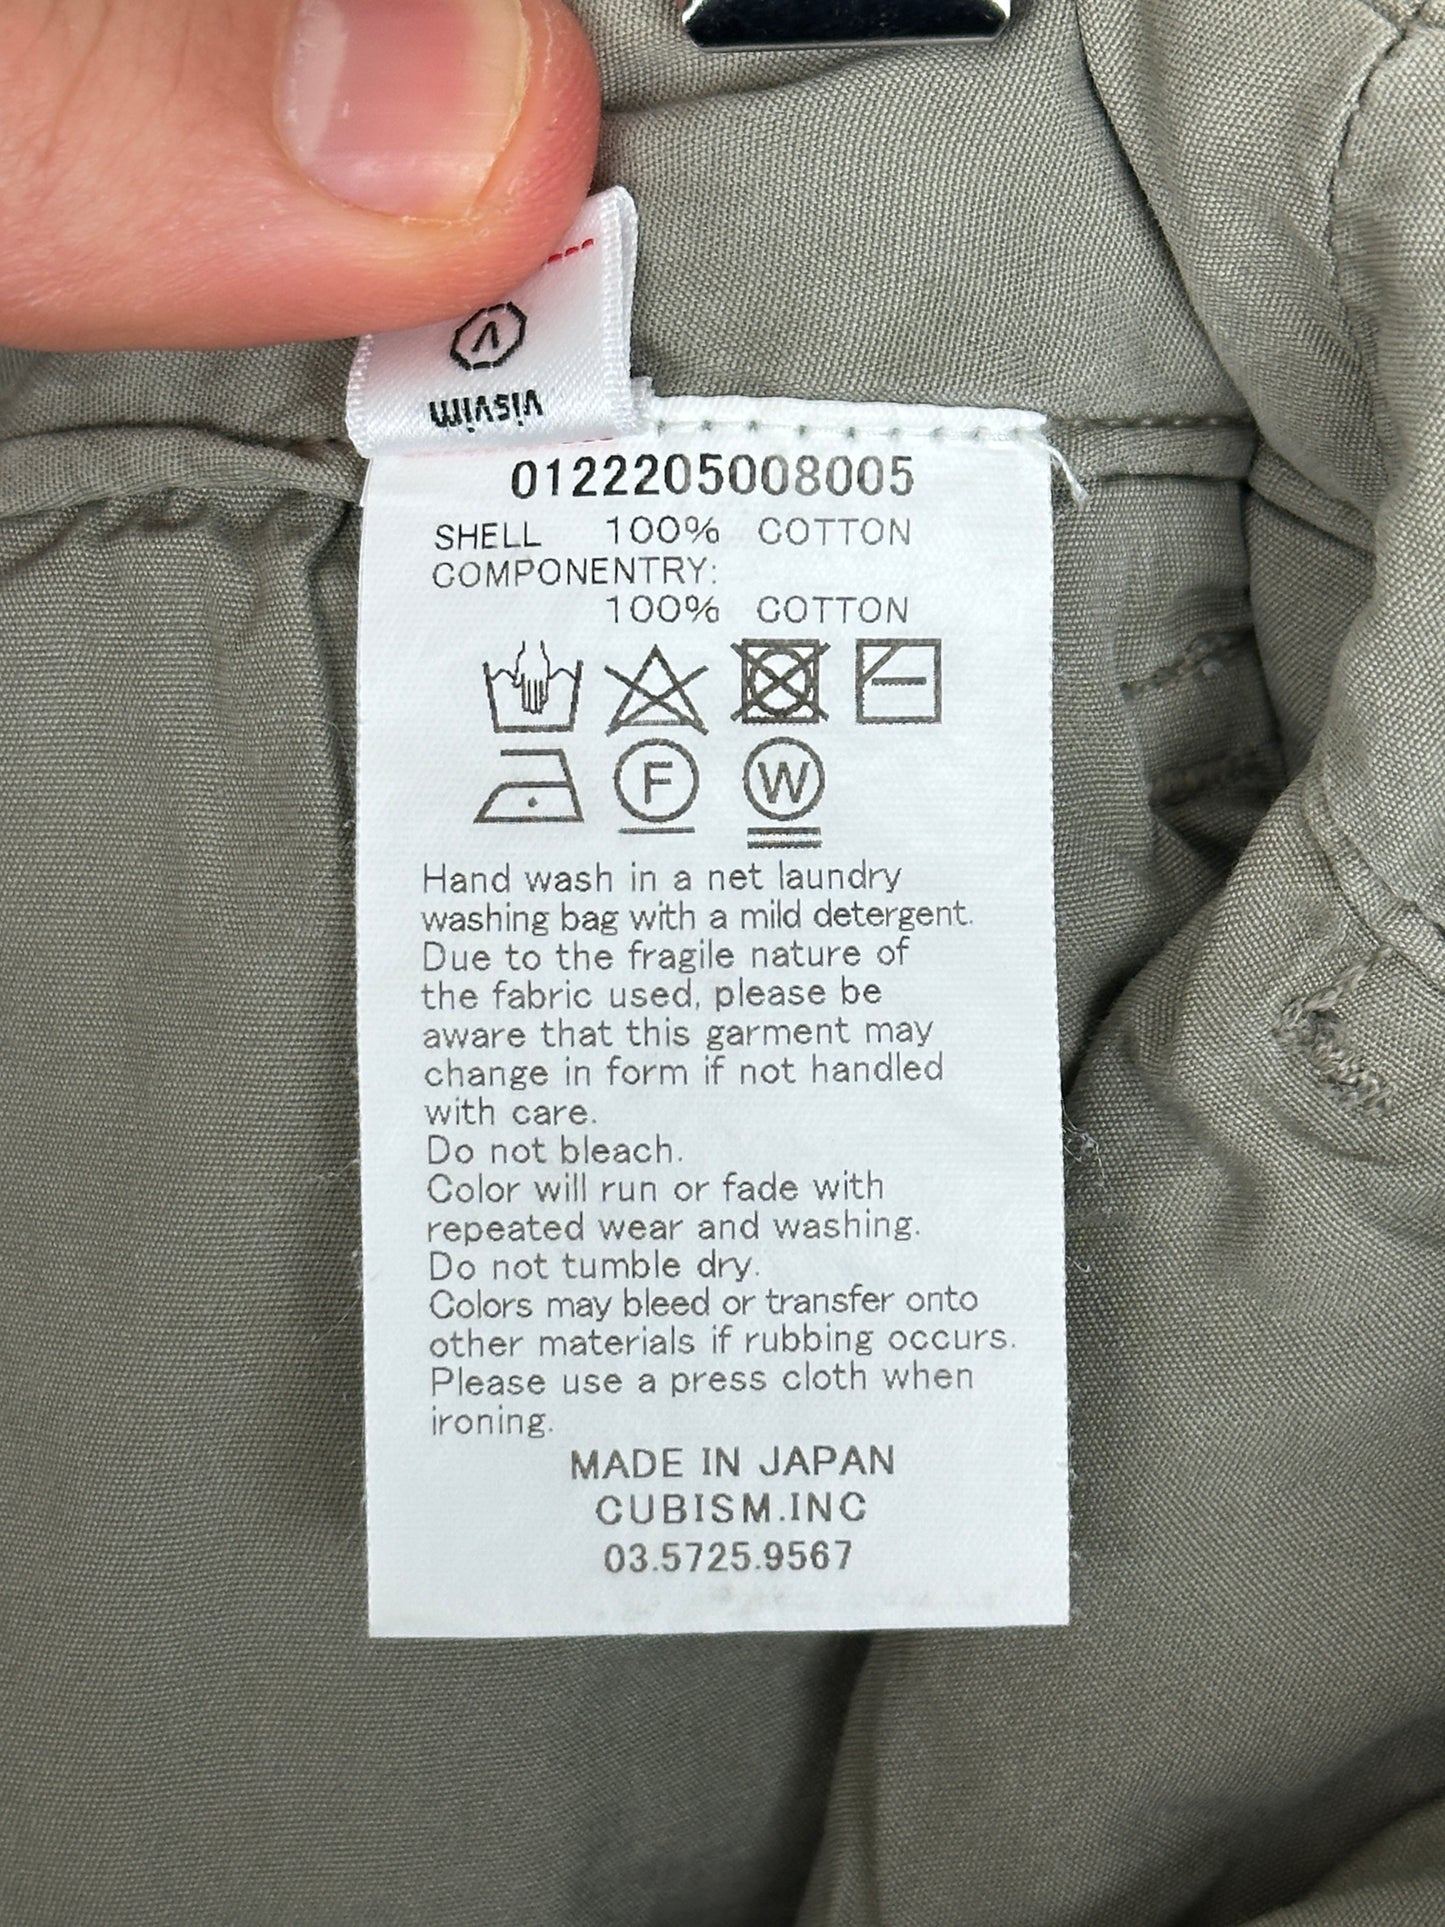 visvim
0122205008005
SHELL 100% COTTON
COMPONENTRY:
100% COTTON
F W
Hand wash in a net laundry
washing bag with a mild detergent.
Due to the fragile nature of
the fabric used, please be
aware that this garment may
change in form if not handled
with care.
Do not bleach.
Color will run or fade with
repeated wear and washing.
Do not tumble dry.
Colors may bleed or transfer onto
other materials if rubbing occurs.
Please use a press cloth when
ironing.
MADE IN JAPAN
CUBISM.INC
03.5725.9567